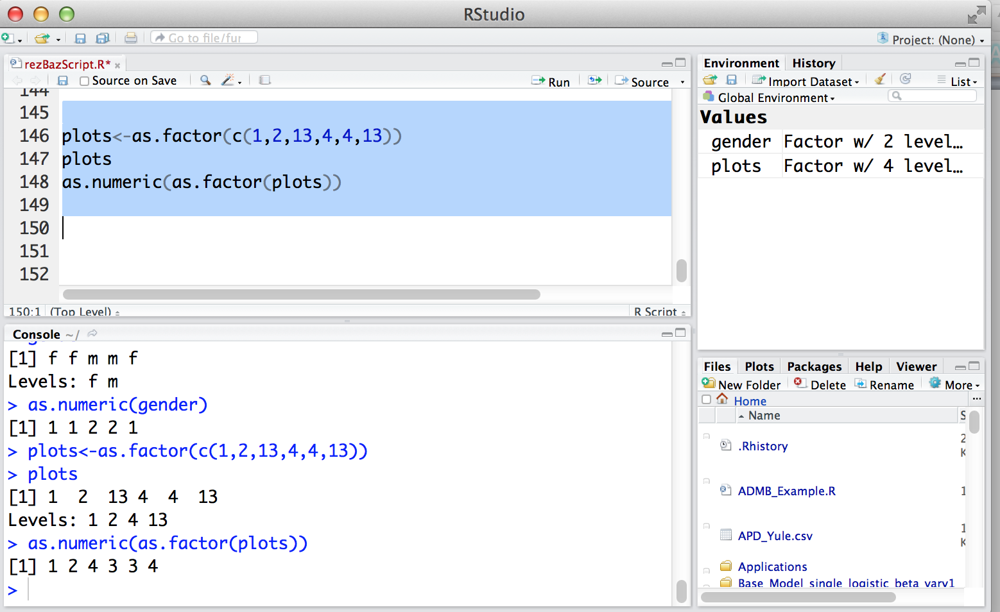 RStudio
Go to file/fun
Project: (None)
rezBazScript.R*
Source on Save
Run
Source
144
145
146 plots<-as.factor(c(1,2,13,4,4,13))
147 plots
148 as.numeric(as.factor(plots))
149
150
151
152
150:1 (Top Level)
R Script
Console ~/
[1] f f m m f
Levels: f m
> as.numeric(gender)
[1] 1 1 2 2 1
> plots<-as.factor(c(1,2,13,4,4,13))
> plots
[1] 1  2  13 4  4  13
Levels: 1 2 4 13
> as.numeric(as.factor(plots))
[1] 1 2 4 3 3 4
>
Environment History
Import Dataset
List
Global Environment
Values
gender Factor w/ 2 level…
plots Factor w/ 4 level…
Files Plots Packages Help Viewer
New Folder Delete Rename More
Home ...
Name S
.Rhistory 2 K
ADMB_Example.R 1
APD_Yule.csv 1 K
Applications
Base_Model_single_logistic_beta_vary1